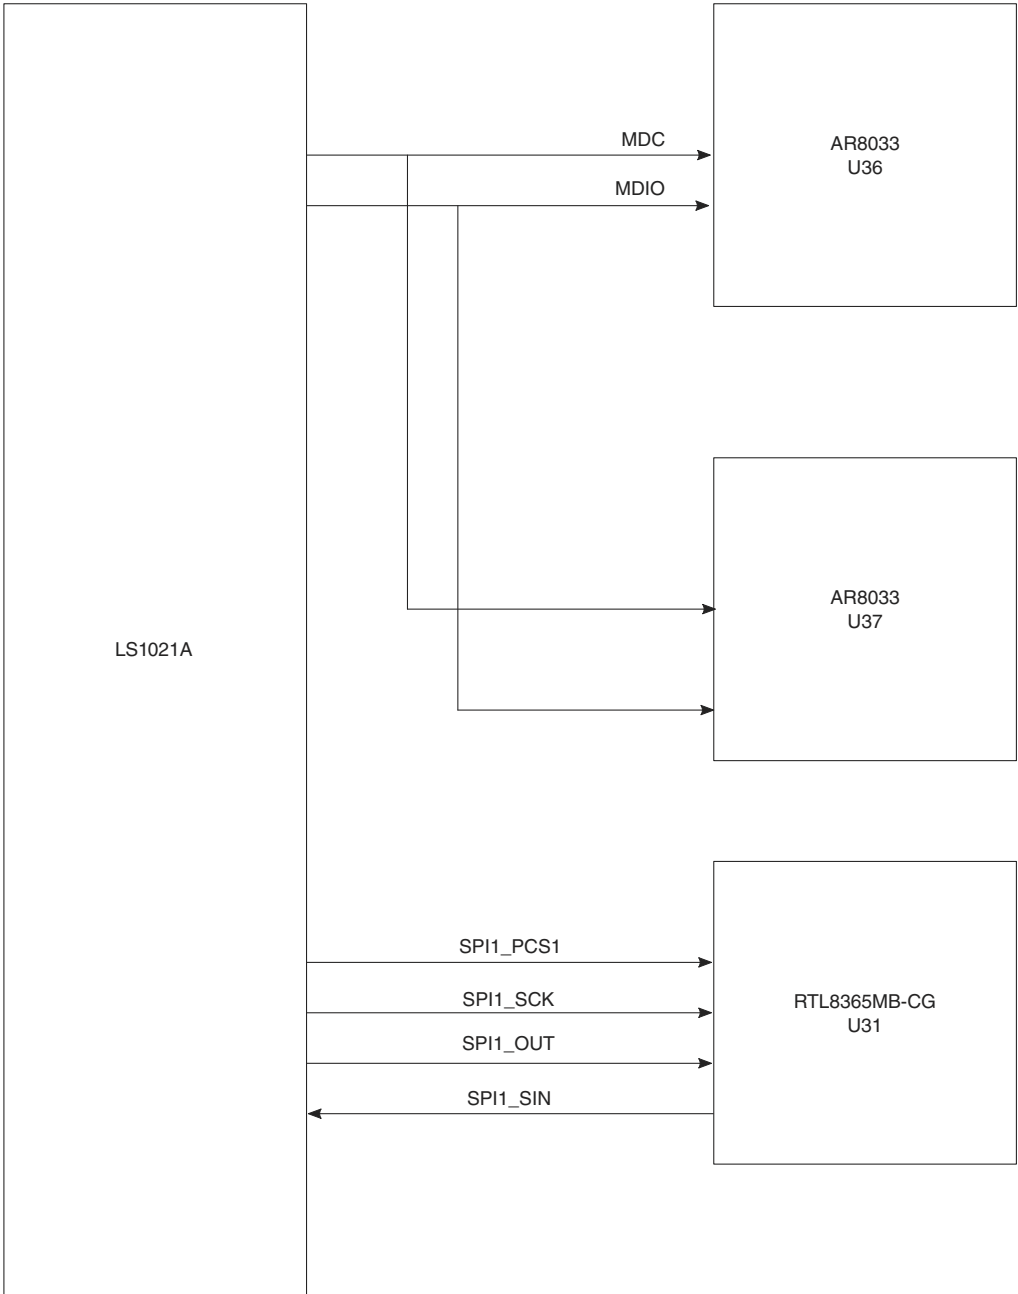 MDC
MDIO
AR8033
U36
AR8033
U37
LS1021A
SPI1_PCS1
SPI1_SCK
SPI1_OUT
SPI1_SIN
RTL8365MB-CG
U31